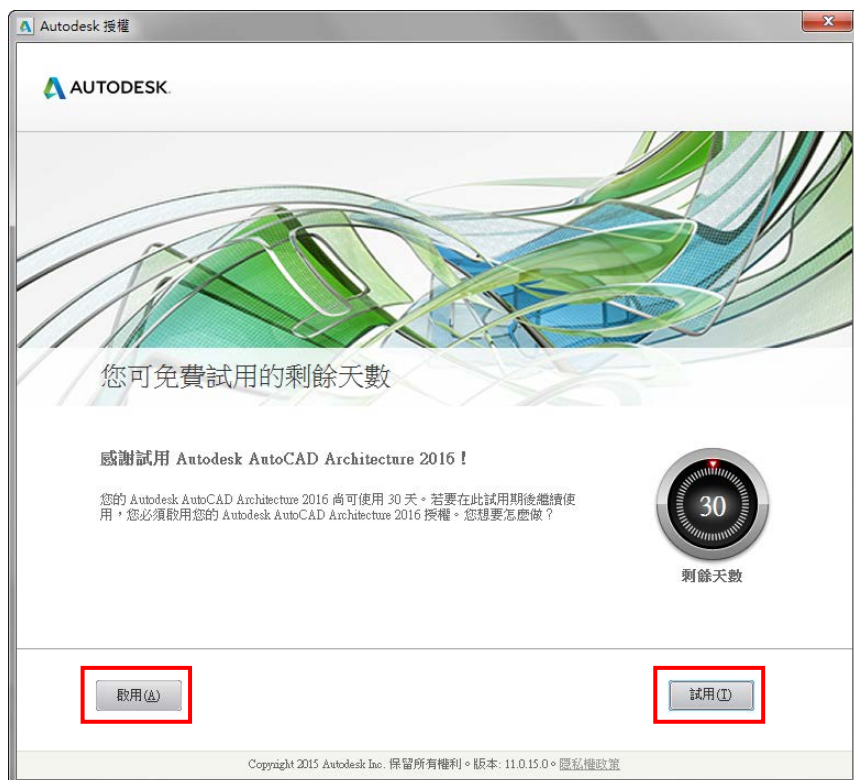 Autodesk 授權
AUTODESK.
您可免費試用的剩餘天數
感謝試用 Autodesk AutoCAD Architecture 2016！
您的 Autodesk AutoCAD Architecture 2016 尚可使用 30 天。若要在此試用期後繼續使
用，您必須啟用您的 Autodesk AutoCAD Architecture 2016 授權。您想要怎麼做？
30
剩餘天數
啟用(A)
試用(T)
Copyright 2015 Autodesk Inc. 保留所有權利。版本: 11.0.15.0。隱私權政策